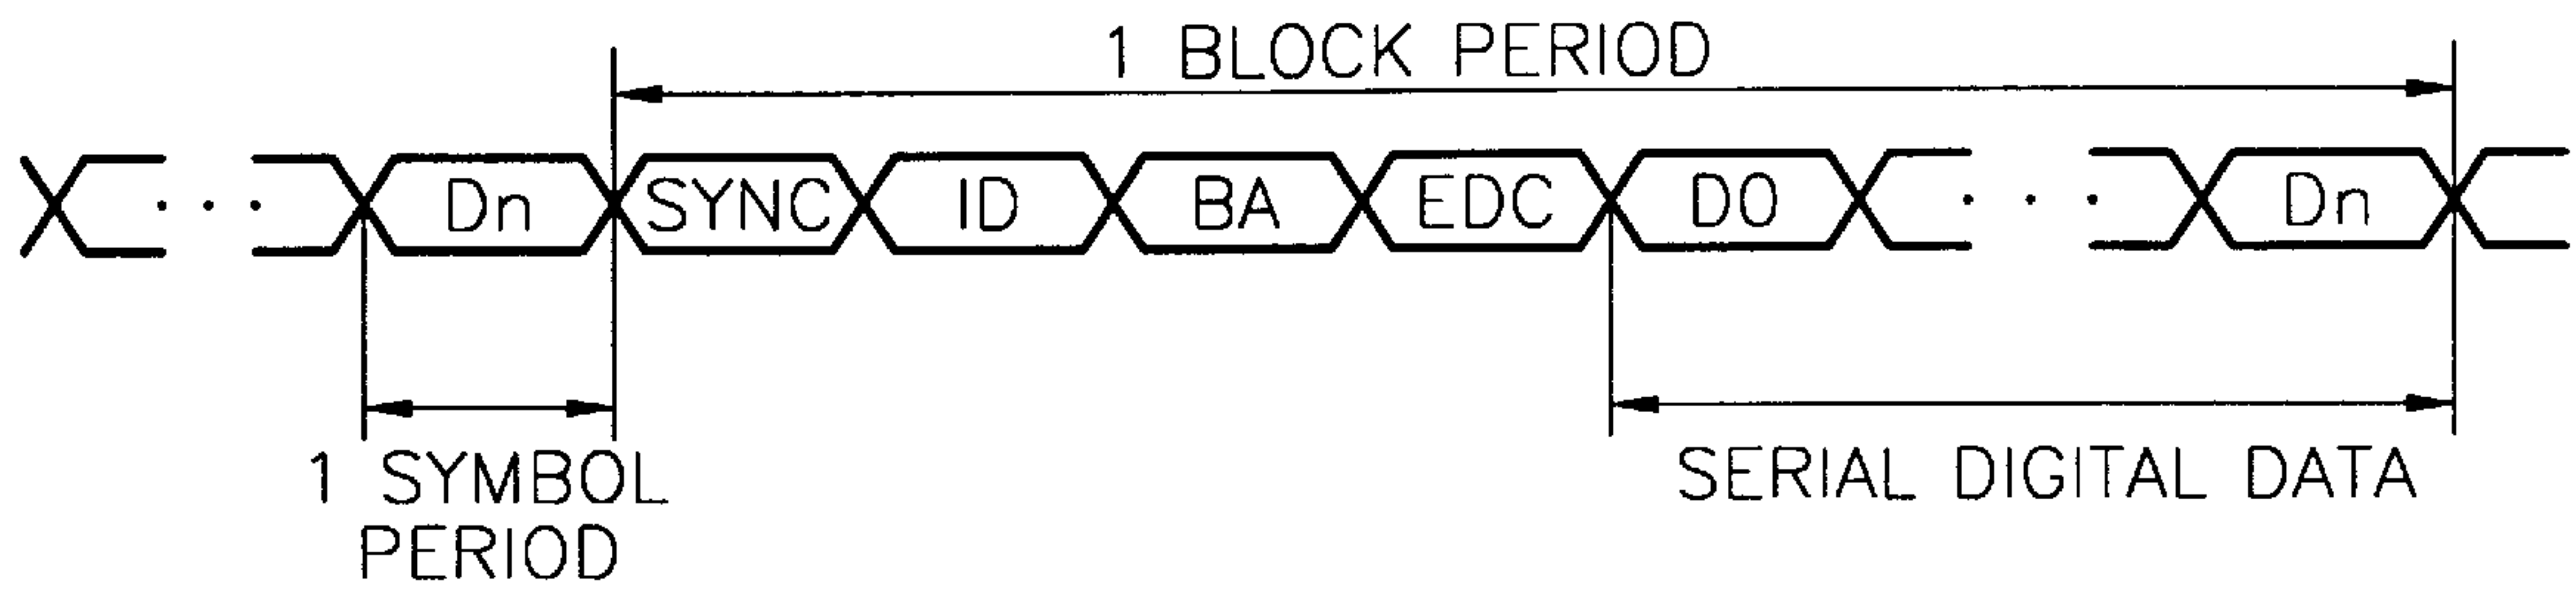 1 BLOCK PERIOD
Dn SYNC ID BA EDC D0 . . . Dn
1 SYMBOL
PERIOD
SERIAL DIGITAL DATA